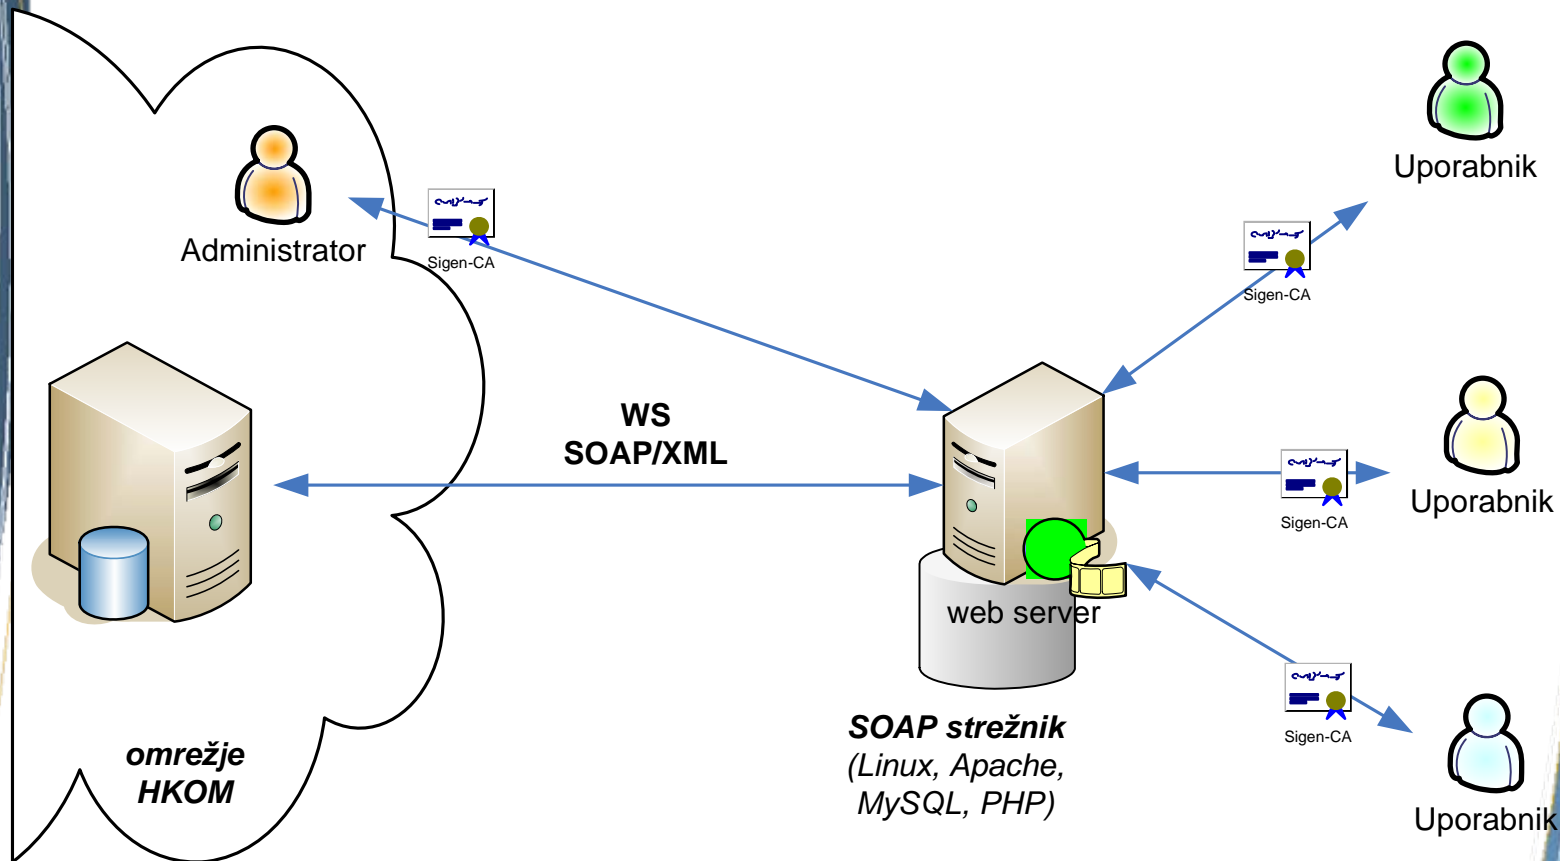 Uporabnik
Administrator
Sigen-CA
Sigen-CA
WS
SOAP/XML
Uporabnik
Sigen-CA
web server
SOAP strežnik
(Linux, Apache,
MySQL, PHP)
omrežje
HKOM
Sigen-CA
Uporabnik